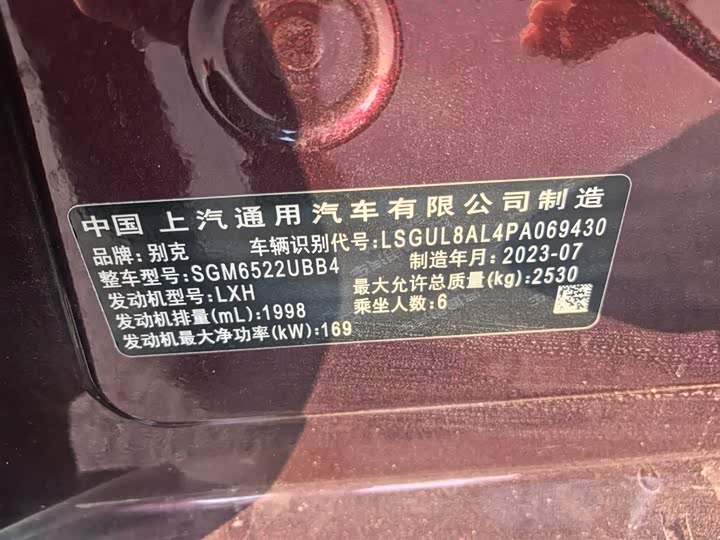 中国 上汽通用汽车有限公司制造
品牌:别克 车辆识别代号:LSGUL8AL4PA069430
整车型号:SGM6522UBB4 制造年月:2023-07
发动机型号:LXH 最大允许总质量(kg):2530
发动机排量(mL):1998 乘坐人数:6
发动机最大净功率(kW):169